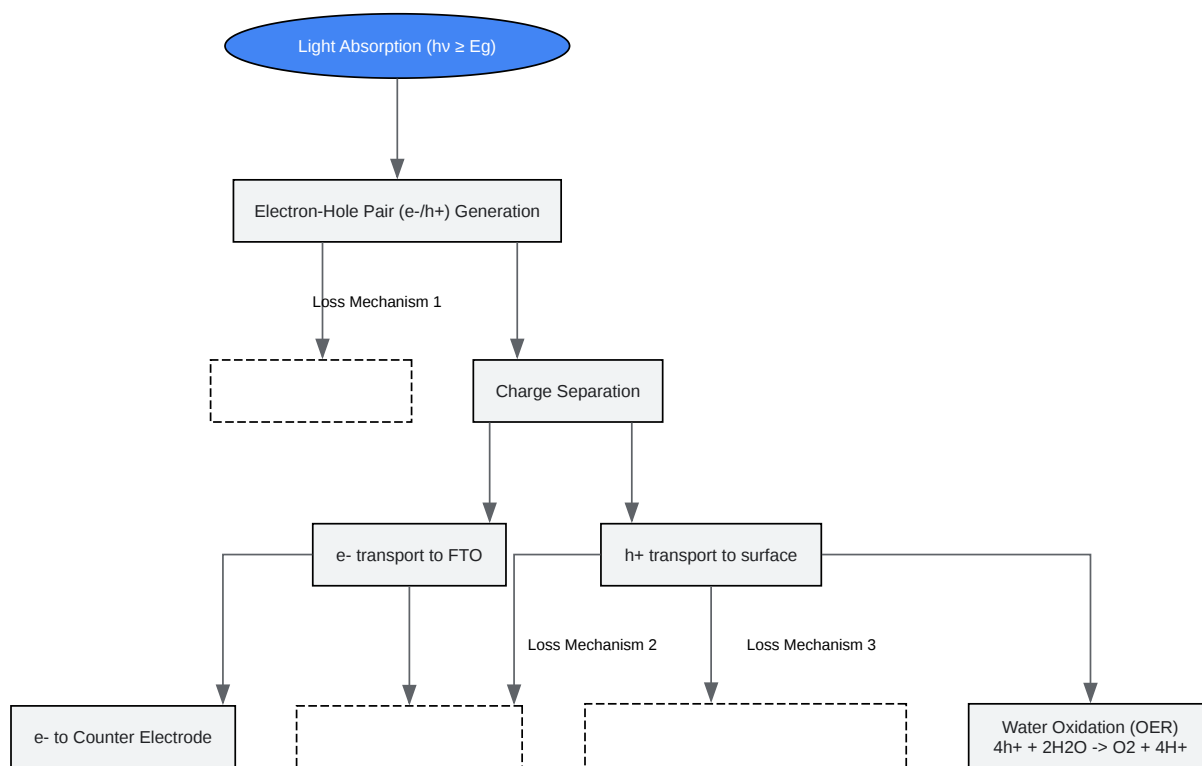 Light Absorption (hν ≥ Eg)
Electron-Hole Pair (e-/h+) Generation
Loss Mechanism 1
Charge Separation
e- transport to FTO
h+ transport to surface
Loss Mechanism 2
Loss Mechanism 3
e- to Counter Electrode
Water Oxidation (OER)
4h+ + 2H2O -> O2 + 4H+